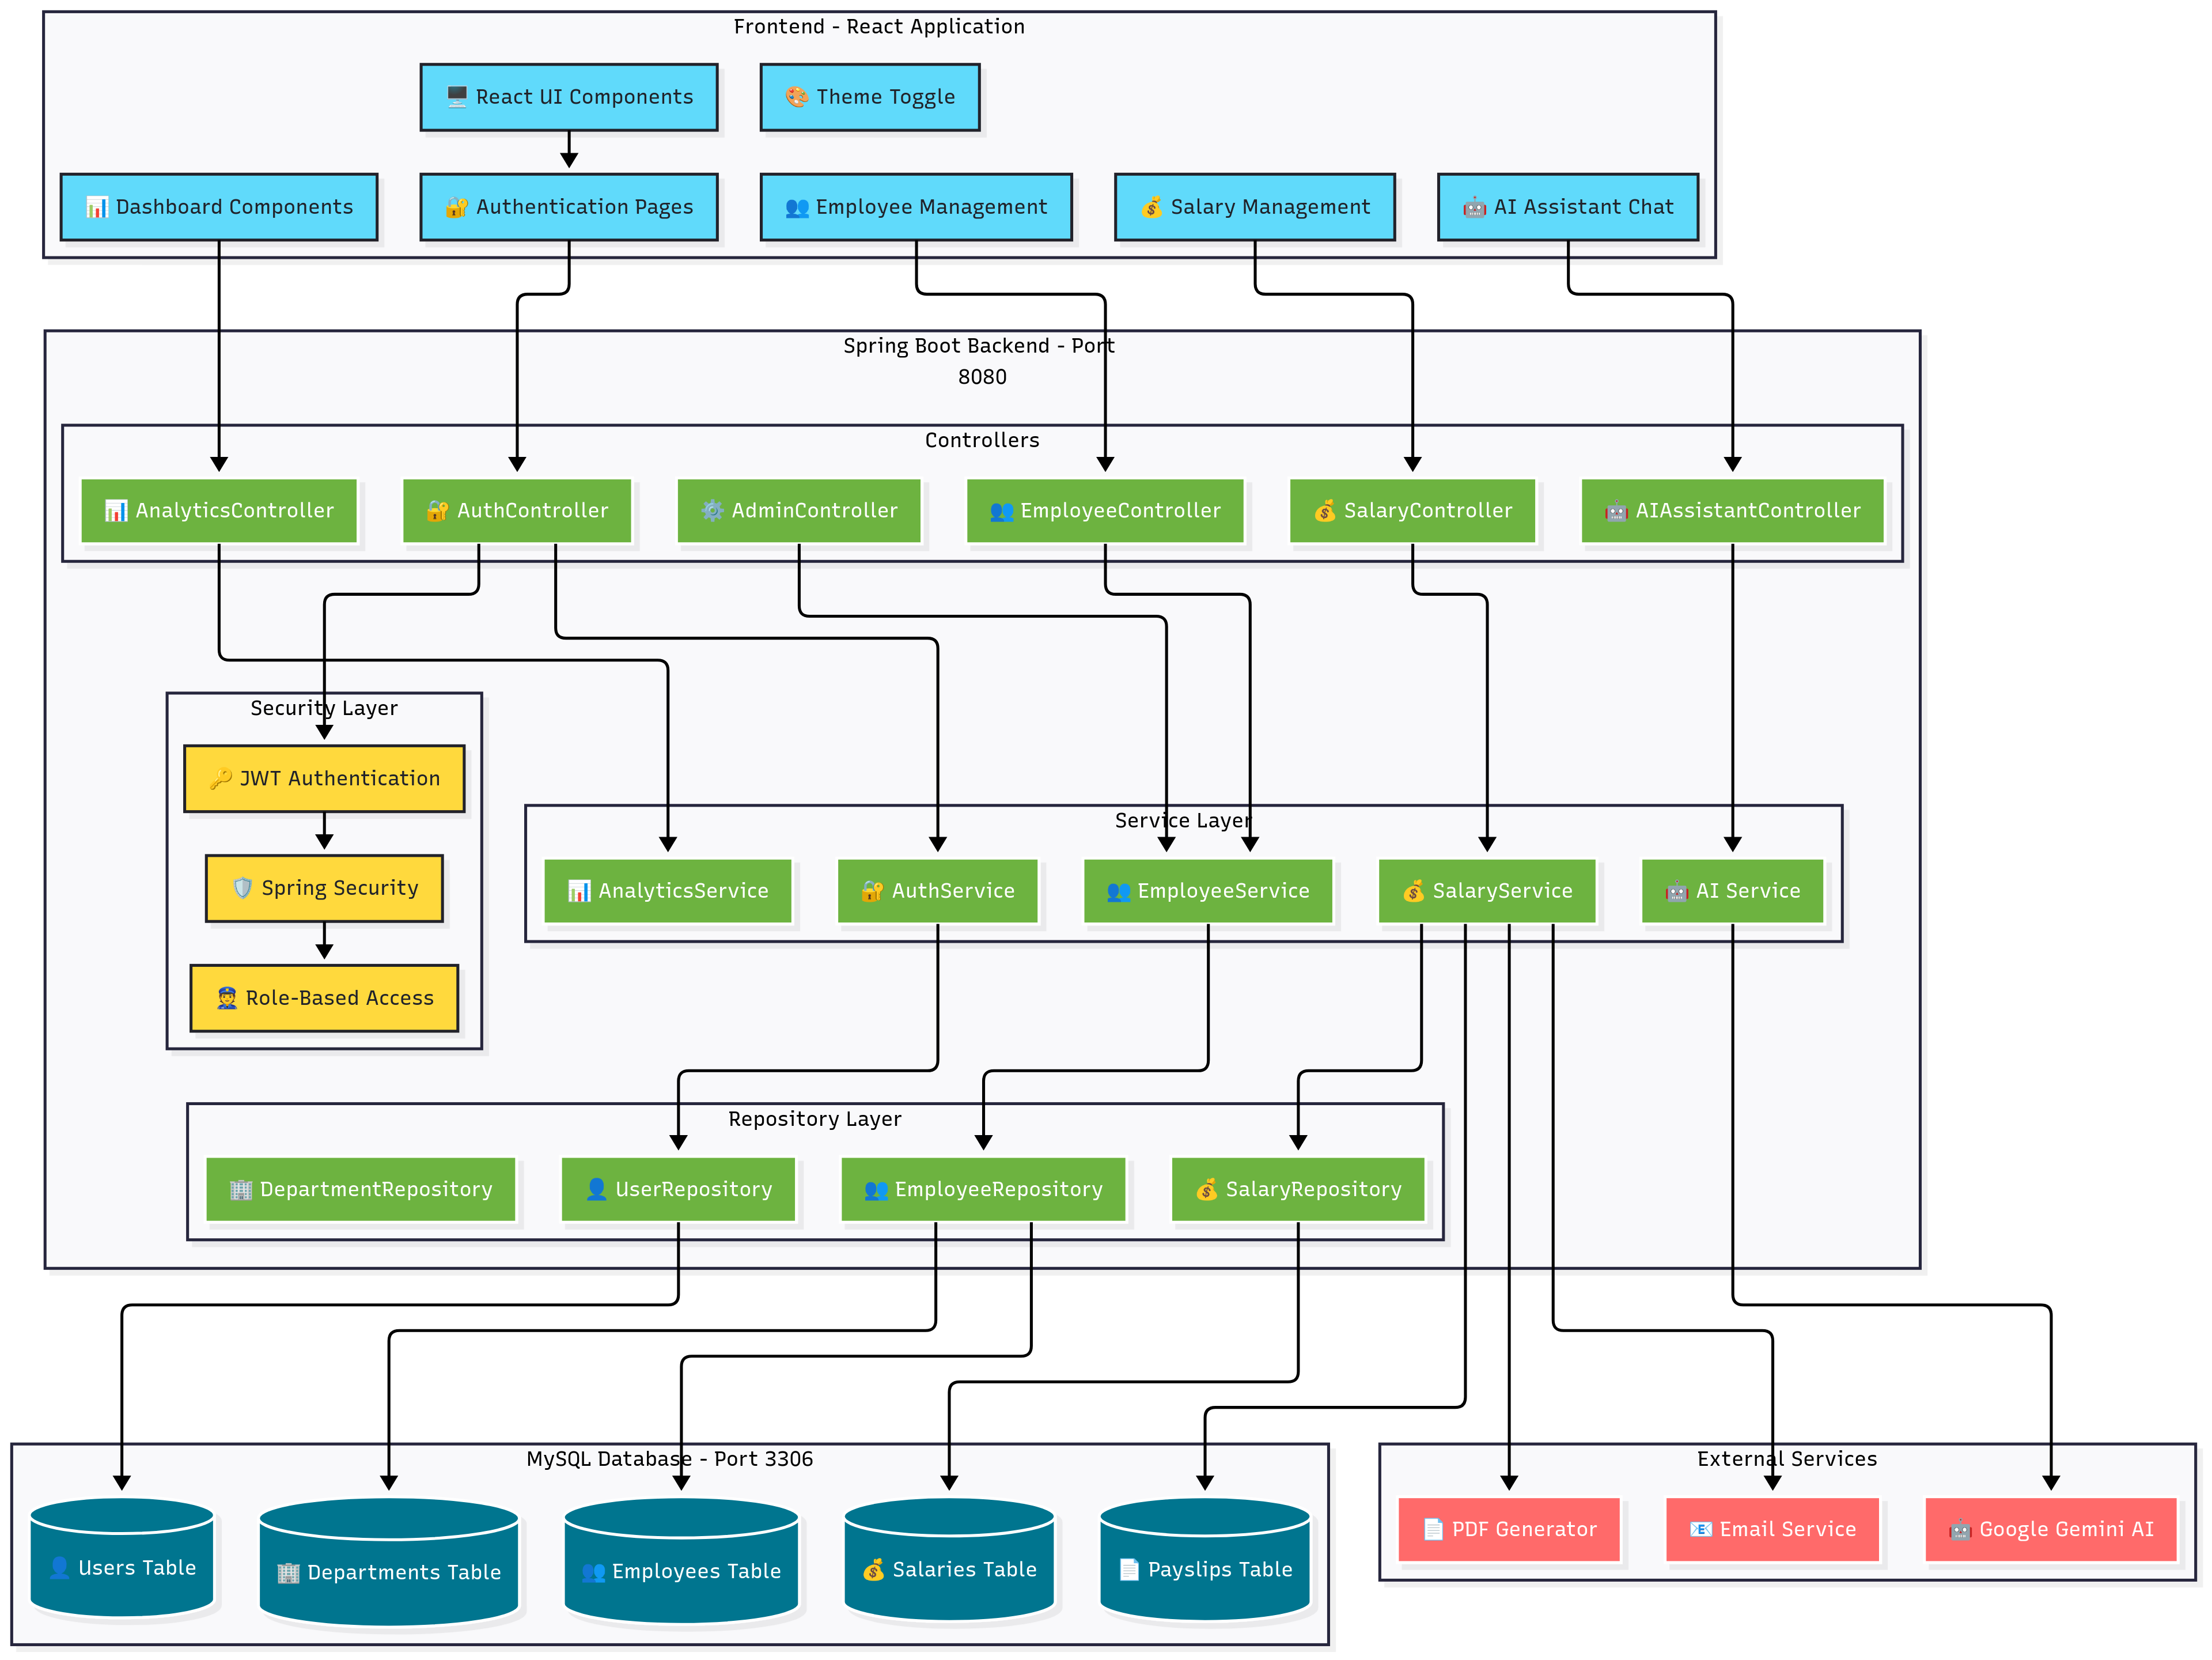 Frontend - React Application
🖥️ React UI Components
🎨 Theme Toggle
📊 Dashboard Components
🔐 Authentication Pages
👥 Employee Management
💰 Salary Management
🤖 AI Assistant Chat
Spring Boot Backend - Port
8080
Controllers
📊 AnalyticsController
🔐 AuthController
⚙️ AdminController
👥 EmployeeController
💰 SalaryController
🤖 AIAssistantController
Security Layer
🔑 JWT Authentication
🛡️ Spring Security
👮 Role-Based Access
Service Layer
📊 AnalyticsService
🔐 AuthService
👥 EmployeeService
💰 SalaryService
🤖 AI Service
Repository Layer
🏢 DepartmentRepository
👤 UserRepository
👥 EmployeeRepository
💰 SalaryRepository
MySQL Database - Port 3306
👤 Users Table
🏢 Departments Table
👥 Employees Table
💰 Salaries Table
📄 Payslips Table
External Services
📄 PDF Generator
📧 Email Service
🤖 Google Gemini AI